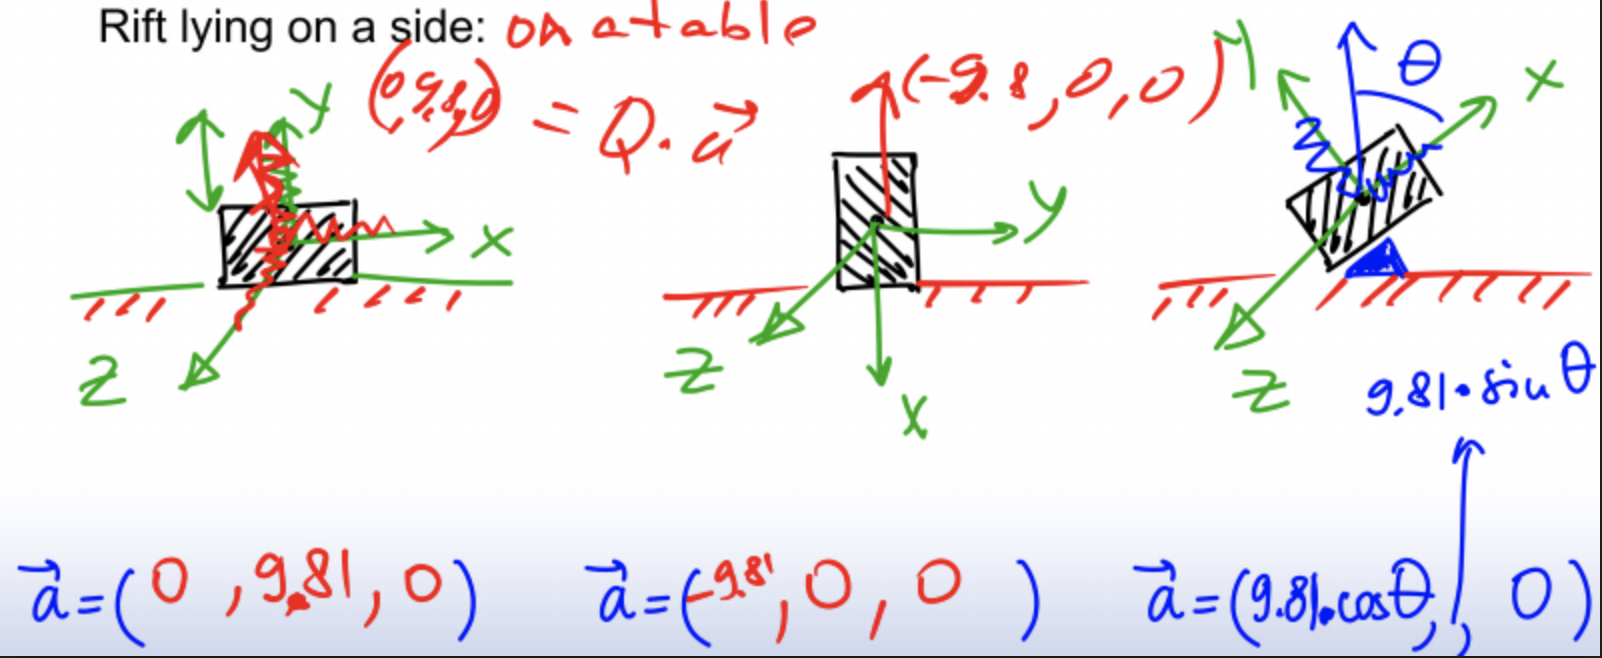 Rift lying on a side: on a table
(0, 9.8, 0) = Q · a⃗
(-9.8, 0, 0)
θ
y
x
z
y
z
x
y
x
z
9.81 · sin θ
a⃗ = (0, 9.81, 0)
a⃗ = (-9.81, 0, 0)
a⃗ = (9.81 · cos θ, , 0)